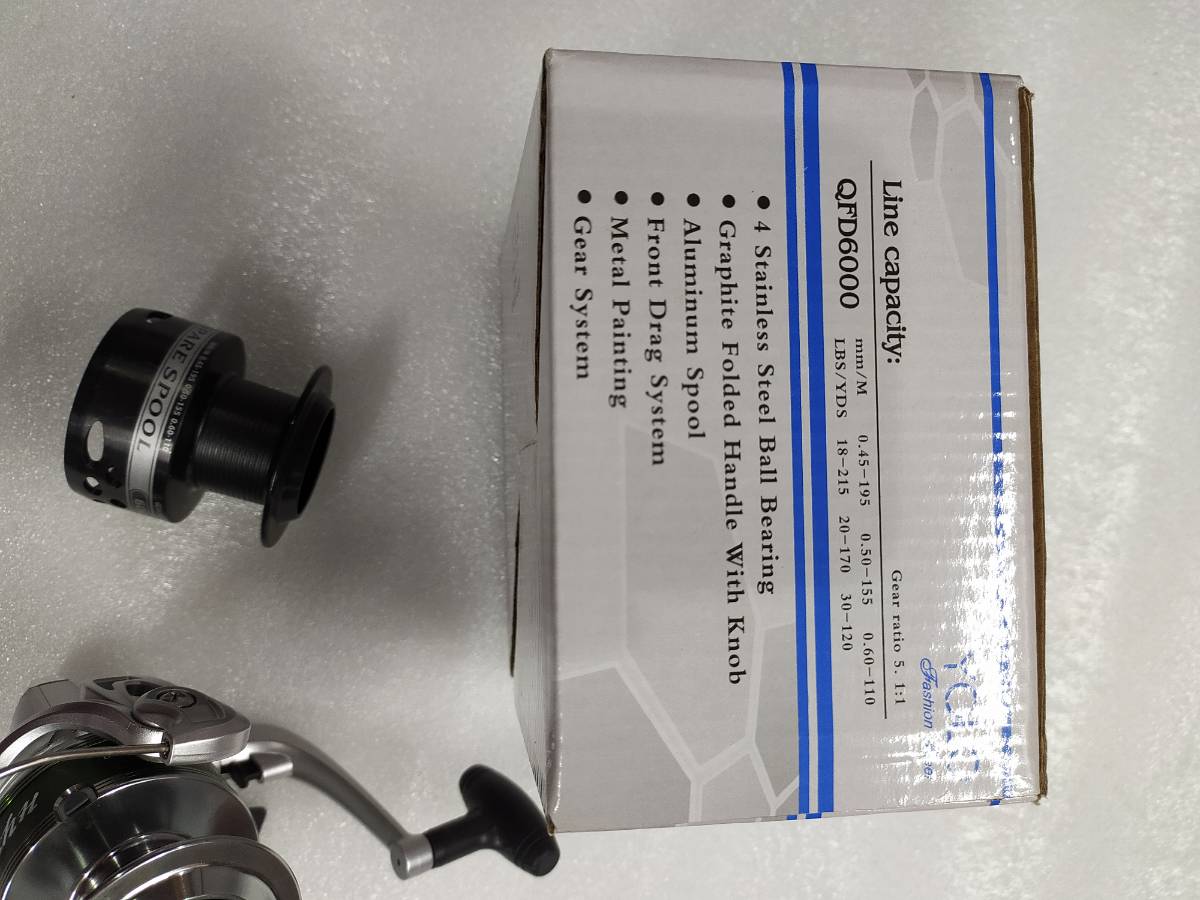 Fashion
Gear ratio 5. 1:1
Line capacity:
QFD6000
mm/M 0.45-195 0.50-155 0.60-110
LBS/YDS 18-215 20-170 30-120
● 4 Stainless Steel Ball Bearing
● Graphite Folded Handle With Knob
● Aluminum Spool
● Front Drag System
● Metal Painting
● Gear System
SPARE SPOOL